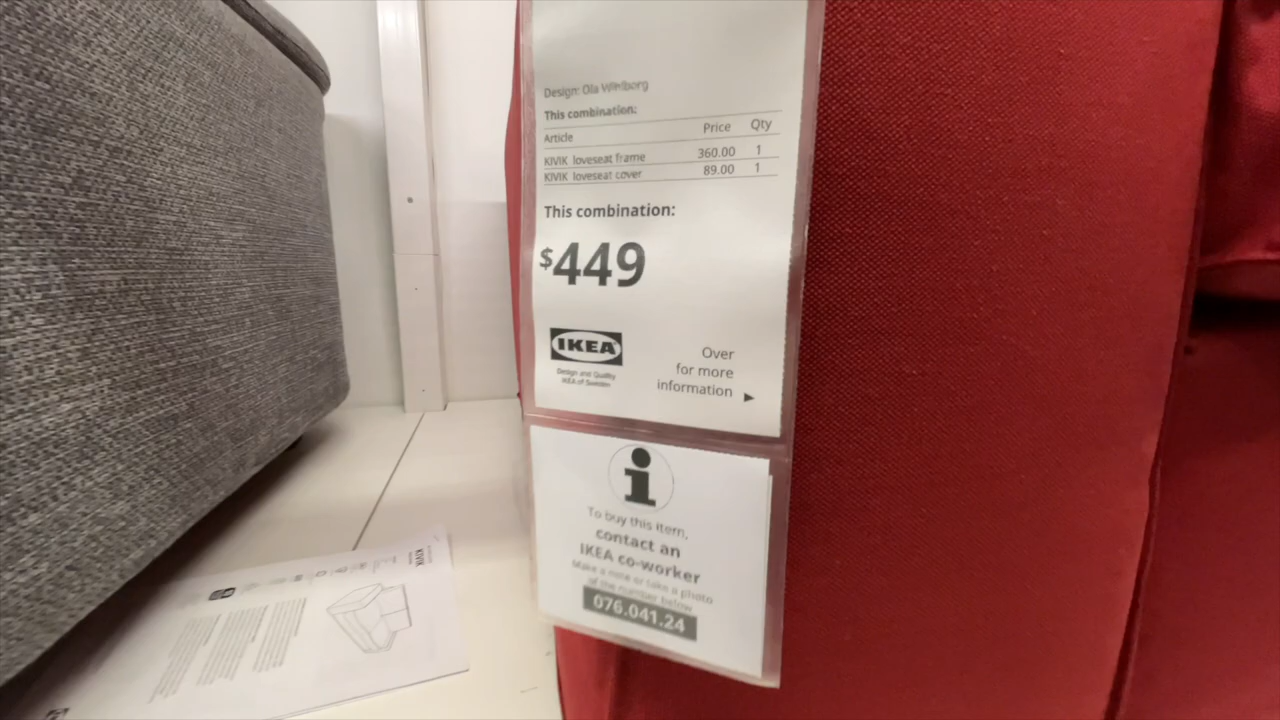 Design: Ola Wihlborg
This combination:
Article Price Qty
KIVIK loveseat frame 360.00 1
KIVIK loveseat cover 89.00 1
This combination:
$449
IKEA
Design and Quality
IKEA of Sweden
Over
for more
information ▶
i
To buy this item,
contact an
IKEA co-worker
Make a note or take a photo
of the number below
076.041.24
KIVIK